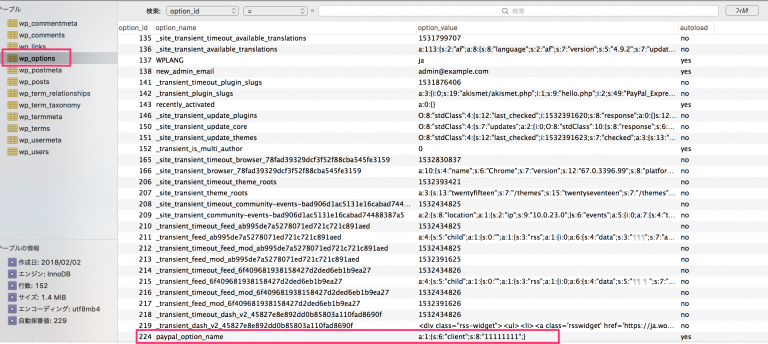 テーブル
検索: option_id = 検索 フィルタ
wp_commentmeta
wp_comments
wp_links
wp_options
wp_postmeta
wp_posts
wp_term_relationships
wp_term_taxonomy
wp_termmeta
wp_terms
wp_usermeta
wp_users
テーブルの情報
作成日: 2018/02/02
エンジン: InnoDB
行数: 152
サイズ: 1.4 MiB
エンコーディング: utf8mb4
自動採番値: 229
option_id option_name option_value autoload
135 _site_transient_timeout_available_translations 1531799707 no
136 _site_transient_available_translations a:113:{s:2:"af";a:8:{s:8:"language";s:2:"af";s:7:"version";s:5:"4.9.2";s:7:"updat... no
137 WPLANG ja yes
138 new_admin_email admin@example.com yes
141 _transient_timeout_plugin_slugs 1531876406 no
142 _transient_plugin_slugs a:3:{i:0;s:19:"akismet/akismet.php";i:1;s:9:"hello.php";i:2;s:49:"PayPal_Expre... no
143 recently_activated a:0:{} yes
146 _site_transient_update_plugins O:8:"stdClass":4:{s:12:"last_checked";i:1532391620;s:8:"response";a:0:{}s:12... no
150 _site_transient_update_core O:8:"stdClass":4:{s:7:"updates";a:2:{i:0;O:8:"stdClass":10:{s:8:"response";s:6:... no
151 _site_transient_update_themes O:8:"stdClass":4:{s:12:"last_checked";i:1532391623;s:7:"checked";a:3:{s:13:"t... no
152 _transient_is_multi_author 0 yes
165 _site_transient_timeout_browser_78fad39329dcf3f52f88cba545fe3159 1532830837 no
166 _site_transient_browser_78fad39329dcf3f52f88cba545fe3159 a:10:{s:4:"name";s:6:"Chrome";s:7:"version";s:12:"67.0.3396.99";s:8:"platfor... no
206 _site_transient_timeout_theme_roots 1532393421 no
207 _site_transient_theme_roots a:3:{s:13:"twentyfifteen";s:7:"/themes";s:15:"twentyseventeen";s:7:"/themes"... no
208 _site_transient_timeout_community-events-bad906d1ac5131e16cabad744... 1532434825 no
209 _site_transient_community-events-bad906d1ac5131e16cabad74488387a5 a:2:{s:8:"location";a:1:{s:2:"ip";s:9:"10.0.23.0";}s:6:"events";a:5:{i:0;a:7:{s:4:"t... no
210 _transient_timeout_feed_ab995de7a5278071ed721c721c891aed 1532434825 no
211 _transient_feed_ab995de7a5278071ed721c721c891aed a:4:{s:5:"child";a:1:{s:0:"";a:1:{s:3:"rss";a:1:{i:0;a:6:{s:4:"data";s:3:"¶¶¶";s:7:"a... no
212 _transient_timeout_feed_mod_ab995de7a5278071ed721c721c891aed 1532434825 no
213 _transient_feed_mod_ab995de7a5278071ed721c721c891aed 1532391625 no
214 _transient_timeout_feed_6f409681938158427d2ded6eb1b9ea27 1532434826 no
215 _transient_feed_6f409681938158427d2ded6eb1b9ea27 a:4:{s:5:"child";a:1:{s:0:"";a:1:{s:3:"rss";a:1:{i:0;a:6:{s:4:"data";s:3:"¶¶ ";s:7:"a... no
216 _transient_timeout_feed_mod_6f409681938158427d2ded6eb1b9ea27 1532434826 no
217 _transient_feed_mod_6f409681938158427d2ded6eb1b9ea27 1532391626 no
218 _transient_timeout_dash_v2_45827e8e892dd0b85803a110fad8690f 1532434826 no
219 _transient_dash_v2_45827e8e892dd0b85803a110fad8690f <div class="rss-widget"><ul><li><a class='rsswidget' href='https://ja.wo... no
224 paypal_option_name a:1:{s:6:"client";s:8:"11111111";} yes